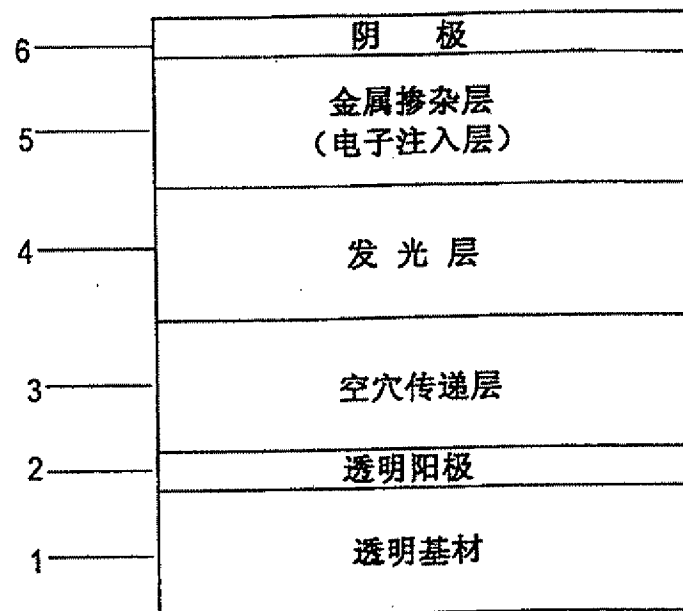 6 阴 极
5 金属掺杂层
（电子注入层）
4 发 光 层
3 空穴传递层
2 透明阳极
1 透明基材